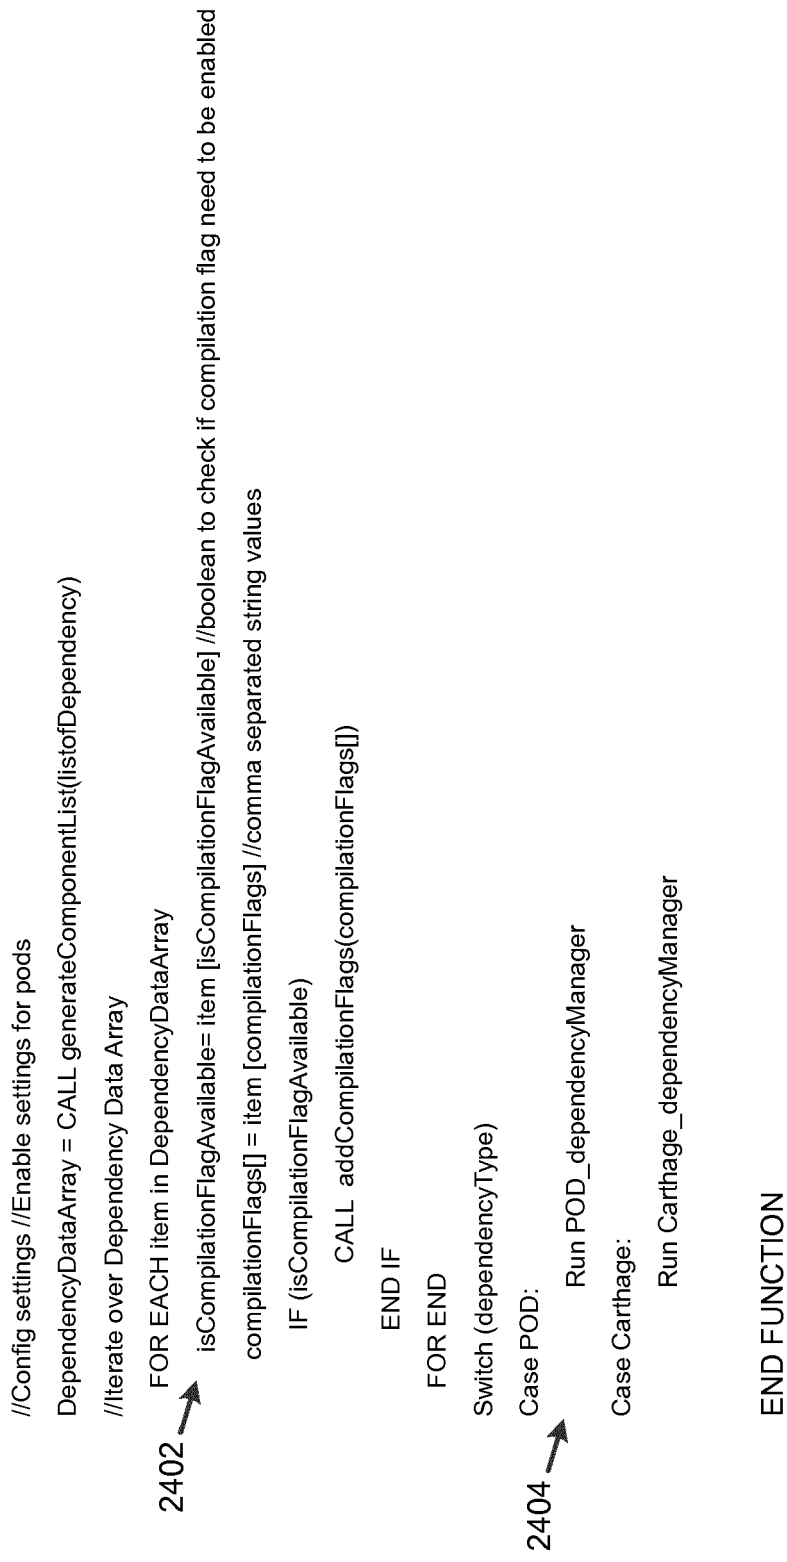 //Config settings //Enable settings for pods
DependencyDataArray = CALL generateComponentList(listofDependency)
//Iterate over Dependency Data Array
FOR EACH item in DependencyDataArray
2402
isCompilationFlagAvailable= item [isCompilationFlagAvailable] //boolean to check if compilation flag need to be enabled
compilationFlags[] = item [compilationFlags] //comma separated string values
IF (isCompilationFlagAvailable)
CALL addCompilationFlags(compilationFlags[])
END IF
FOR END
Switch (dependencyType)
Case POD:
2404
Run POD_dependencyManager
Case Carthage:
Run Carthage_dependencyManager
END FUNCTION